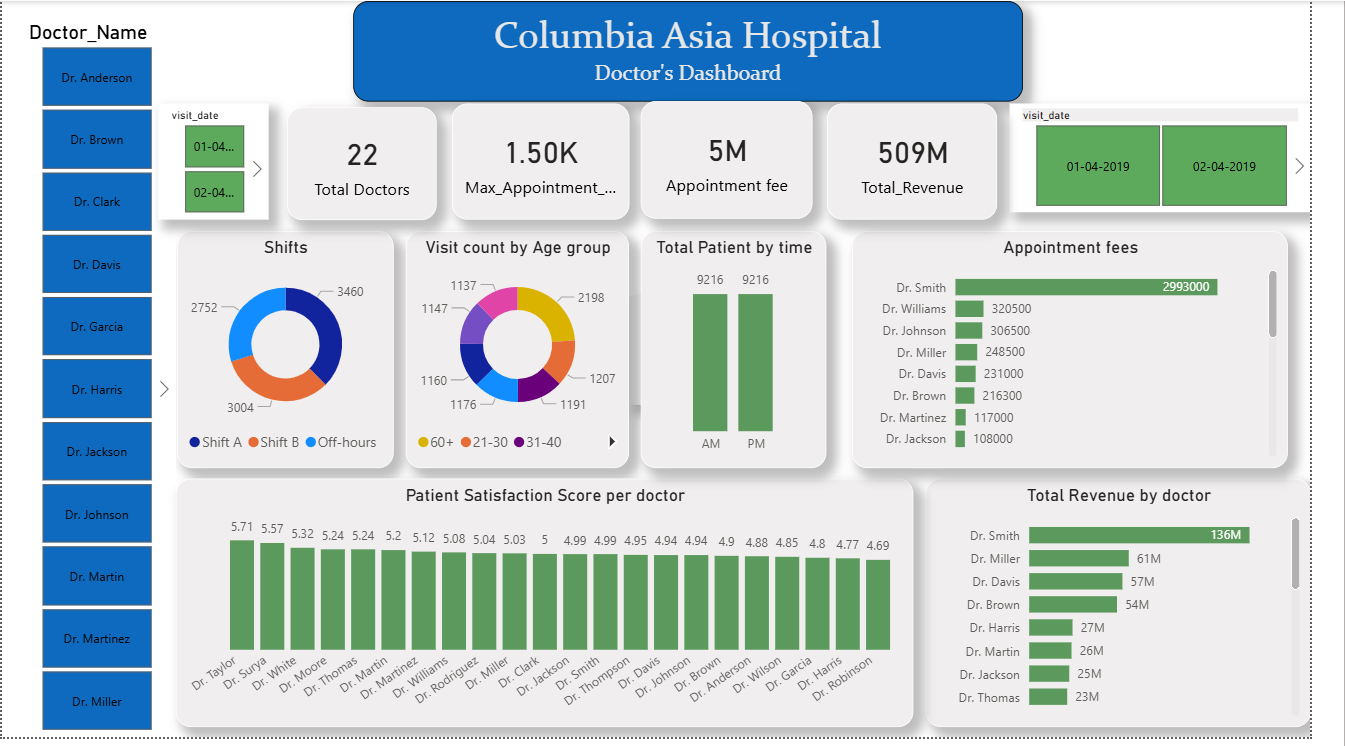 Doctor_Name
Dr. Anderson
Dr. Brown
Dr. Clark
Dr. Davis
Dr. Garcia
Dr. Harris
Dr. Jackson
Dr. Johnson
Dr. Martin
Dr. Martinez
Dr. Miller
Columbia Asia Hospital
Doctor's Dashboard
visit_date
01-04...
02-04...
22
Total Doctors
1.50K
Max_Appointment_...
5M
Appointment fee
509M
Total_Revenue
visit_date
01-04-2019 02-04-2019
Shifts
3460
2752
3004
Shift A Shift B Off-hours
Visit count by Age group
1137
2198
1147
1207
1160
1176
1191
60+ 21-30 31-40
Total Patient by time
9216 9216
AM PM
Appointment fees
Dr. Smith 2993000
Dr. Williams 320500
Dr. Johnson 306500
Dr. Miller 248500
Dr. Davis 231000
Dr. Brown 216300
Dr. Martinez 117000
Dr. Jackson 108000
Patient Satisfaction Score per doctor
5.71 5.57 5.32 5.24 5.24 5.2 5.12 5.08 5.04 5.03 5 4.99 4.99 4.95 4.94 4.94 4.9 4.88 4.85 4.8 4.77 4.69
Dr. Taylor Dr. Surya Dr. White Dr. Moore Dr. Thomas Dr. Martin Dr. Martinez Dr. Williams Dr. Rodriguez Dr. Miller Dr. Clark Dr. Jackson Dr. Smith Dr. Thompson Dr. Davis Dr. Johnson Dr. Brown Dr. Anderson Dr. Wilson Dr. Garcia Dr. Harris Dr. Robinson
Total Revenue by doctor
Dr. Smith 136M
Dr. Miller 61M
Dr. Davis 57M
Dr. Brown 54M
Dr. Harris 27M
Dr. Martin 26M
Dr. Jackson 25M
Dr. Thomas 23M